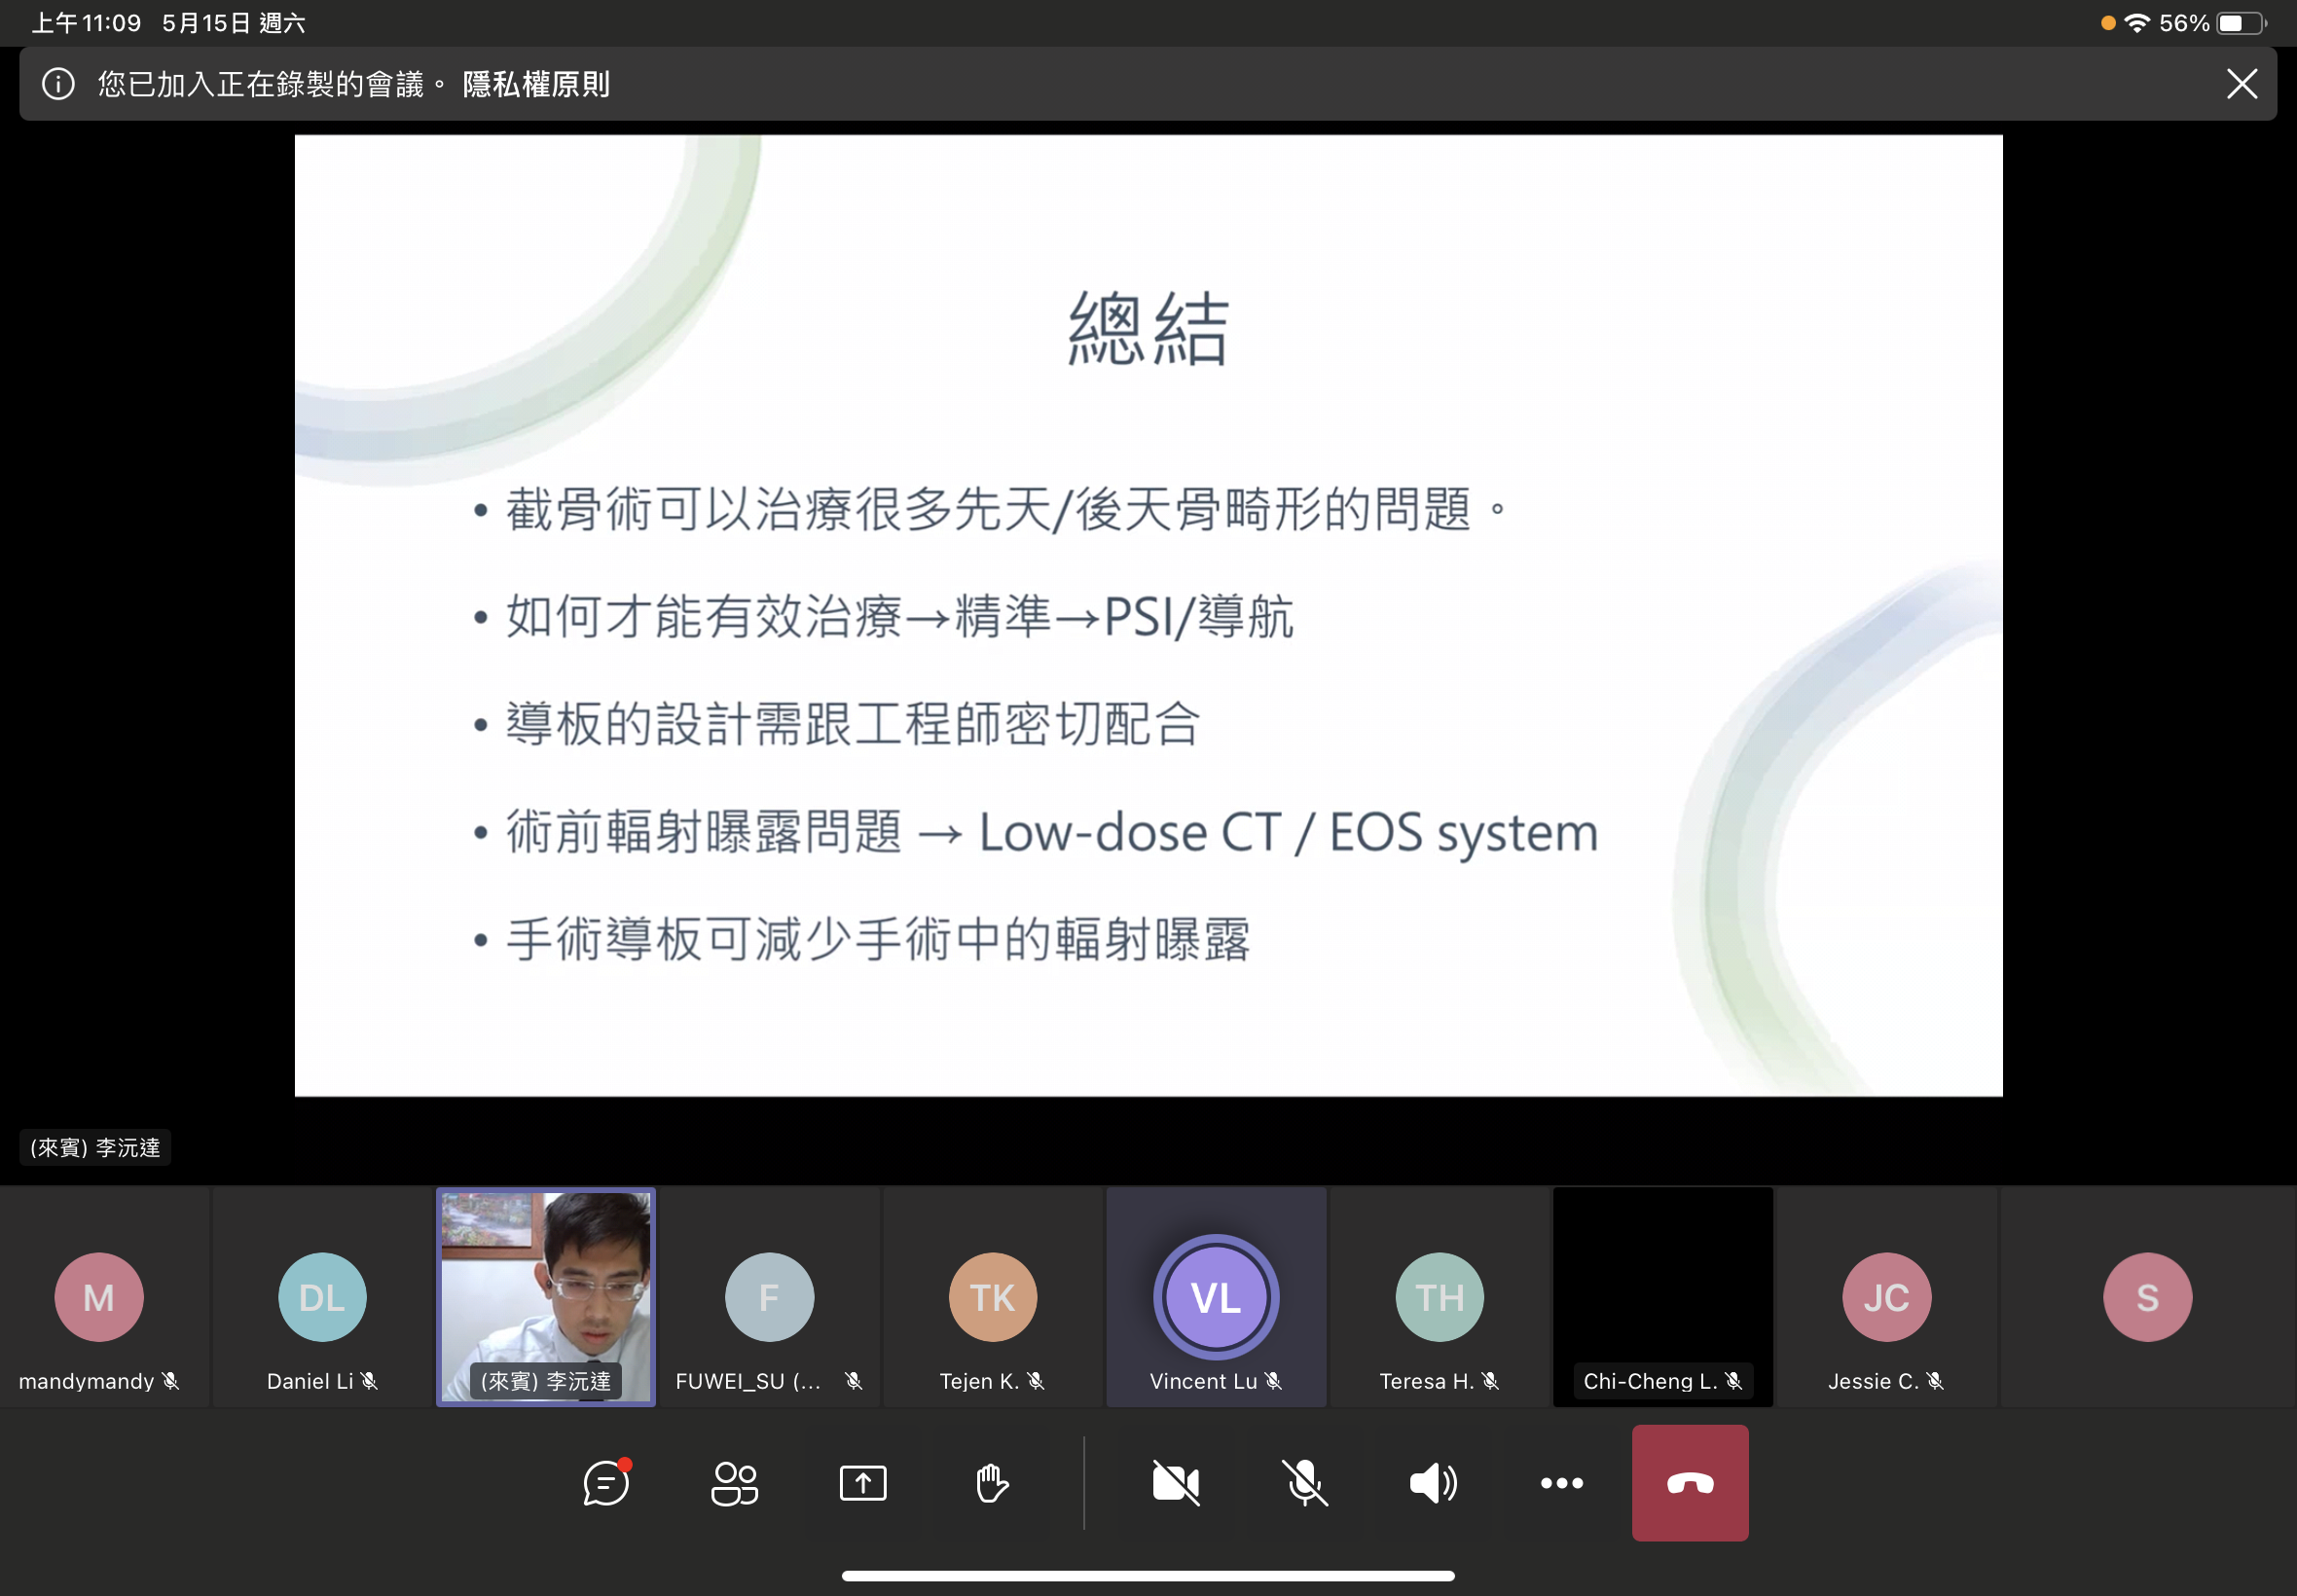 上午11:09 5月15日 週六
56%
您已加入正在錄製的會議。 隱私權原則
總結
• 截骨術可以治療很多先天/後天骨畸形的問題。
• 如何才能有效治療→精準→PSI/導航
• 導板的設計需跟工程師密切配合
• 術前輻射曝露問題 → Low-dose CT / EOS system
• 手術導板可減少手術中的輻射曝露
(來賓) 李沅達
M
DL
F
TK
VL
TH
JC
S
mandymandy
Daniel Li
(來賓) 李沅達
FUWEI_SU (...
Tejen K.
Vincent Lu
Teresa H.
Chi-Cheng L.
Jessie C.